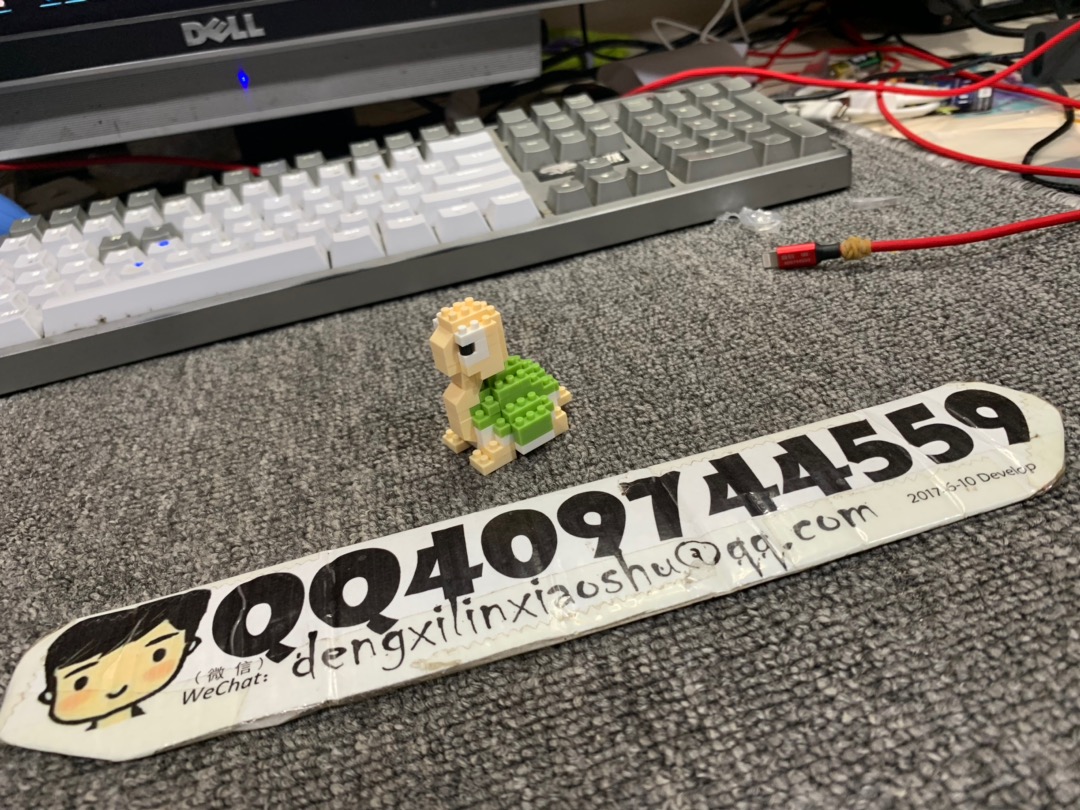 DELL
QQ409744559
2017-6-10 Develop
(微信)
WeChat: dengxilinxiaoshu@qq.com